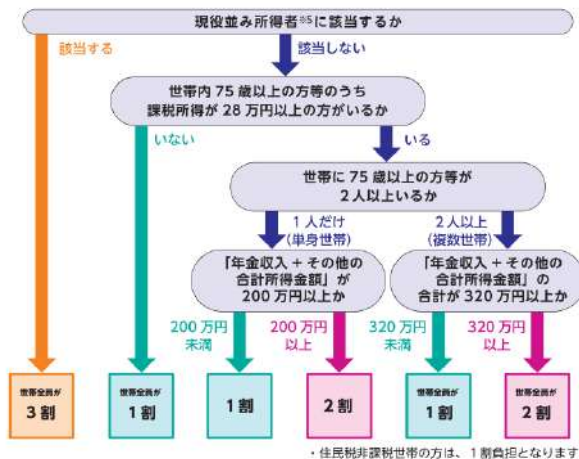 現役並み所得者※5に該当するか
該当する
該当しない
世帯内75歳以上の方等のうち
課税所得が28万円以上の方がいるか
いない
いる
世帯に75歳以上の方等が
2人以上いるか
1人だけ
(単身世帯)
2人以上
(複数世帯)
「年金収入+その他の
合計所得金額」が
200万円以上か
「年金収入+その他の
合計所得金額」の
合計が320万円以上か
200万円
未満
200万円
以上
320万円
未満
320万円
以上
世帯全員が
3割
世帯全員が
1割
1割
2割
世帯全員が
1割
世帯全員が
2割
・住民税非課税世帯の方は、1割負担となります